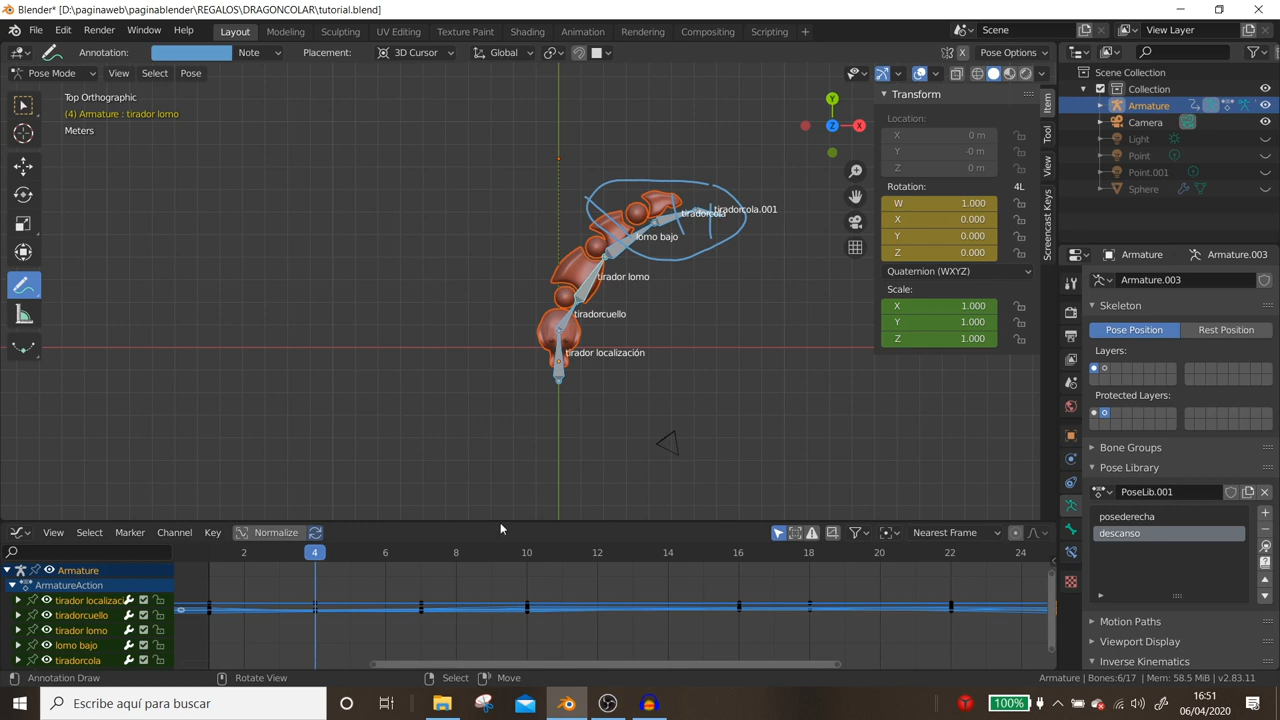 Blender* [D:\paginaweb\paginablender\REGALOS\DRAGONCOLAR\tutorial.blend]
File Edit Render Window Help Layout Modeling Sculpting UV Editing Texture Paint Shading Animation Rendering Compositing Scripting Scene View Layer
Annotation: Note Placement: 3D Cursor Global Pose Options
Pose Mode View Select Pose
Top Orthographic
(4) Armature : tirador lomo
Meters
Y
X
Z
tiradorcola.001
tiradorcola
lomo bajo
tirador lomo
tiradorcuello
tirador localización
Transform
Location:
X 0 m
Y -0 m
Z 0 m
Rotation: 4L
W 1.000
X 0.000
Y 0.000
Z 0.000
Quaternion (WXYZ)
Scale:
X 1.000
Y 1.000
Z 1.000
Item
Tool
View
Screencast Keys
Scene Collection
Collection
Armature
Camera
Light
Point
Point.001
Sphere
Armature Armature.003
Armature.003
Skeleton
Pose Position Rest Position
Layers:
Protected Layers:
Bone Groups
Pose Library
PoseLib.001
posederecha
descanso
Motion Paths
Viewport Display
Inverse Kinematics
View Select Marker Channel Key Normalize Nearest Frame
2 4 6 8 10 12 14 16 18 20 22 24
Armature
ArmatureAction
tirador localizaci
tiradorcuello
tirador lomo
lomo bajo
tiradorcola
Annotation Draw Rotate View Select Move Armature | Bones:6/17 | Mem: 58.5 MiB | v2.83.11
Escribe aquí para buscar
100%
16:51
06/04/2020